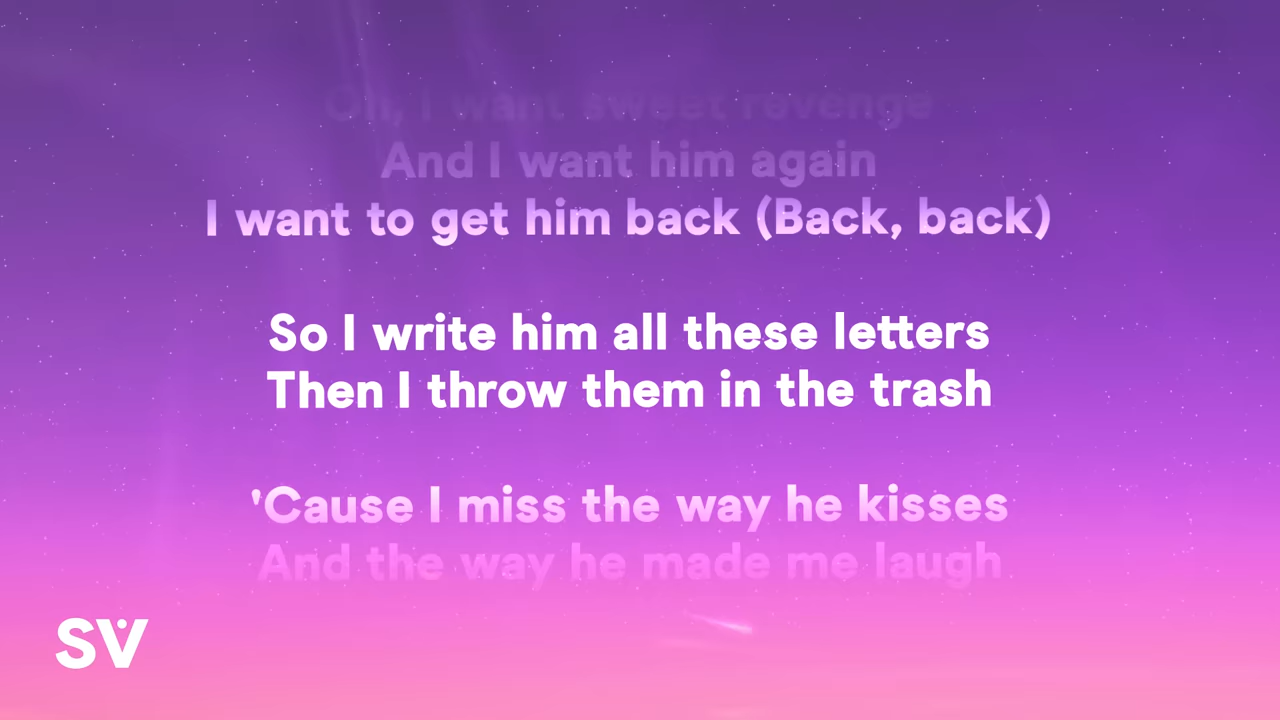 Oh, I want sweet revenge
And I want him again
I want to get him back (Back, back)
So I write him all these letters
Then I throw them in the trash
'Cause I miss the way he kisses
And the way he made me laugh
SV